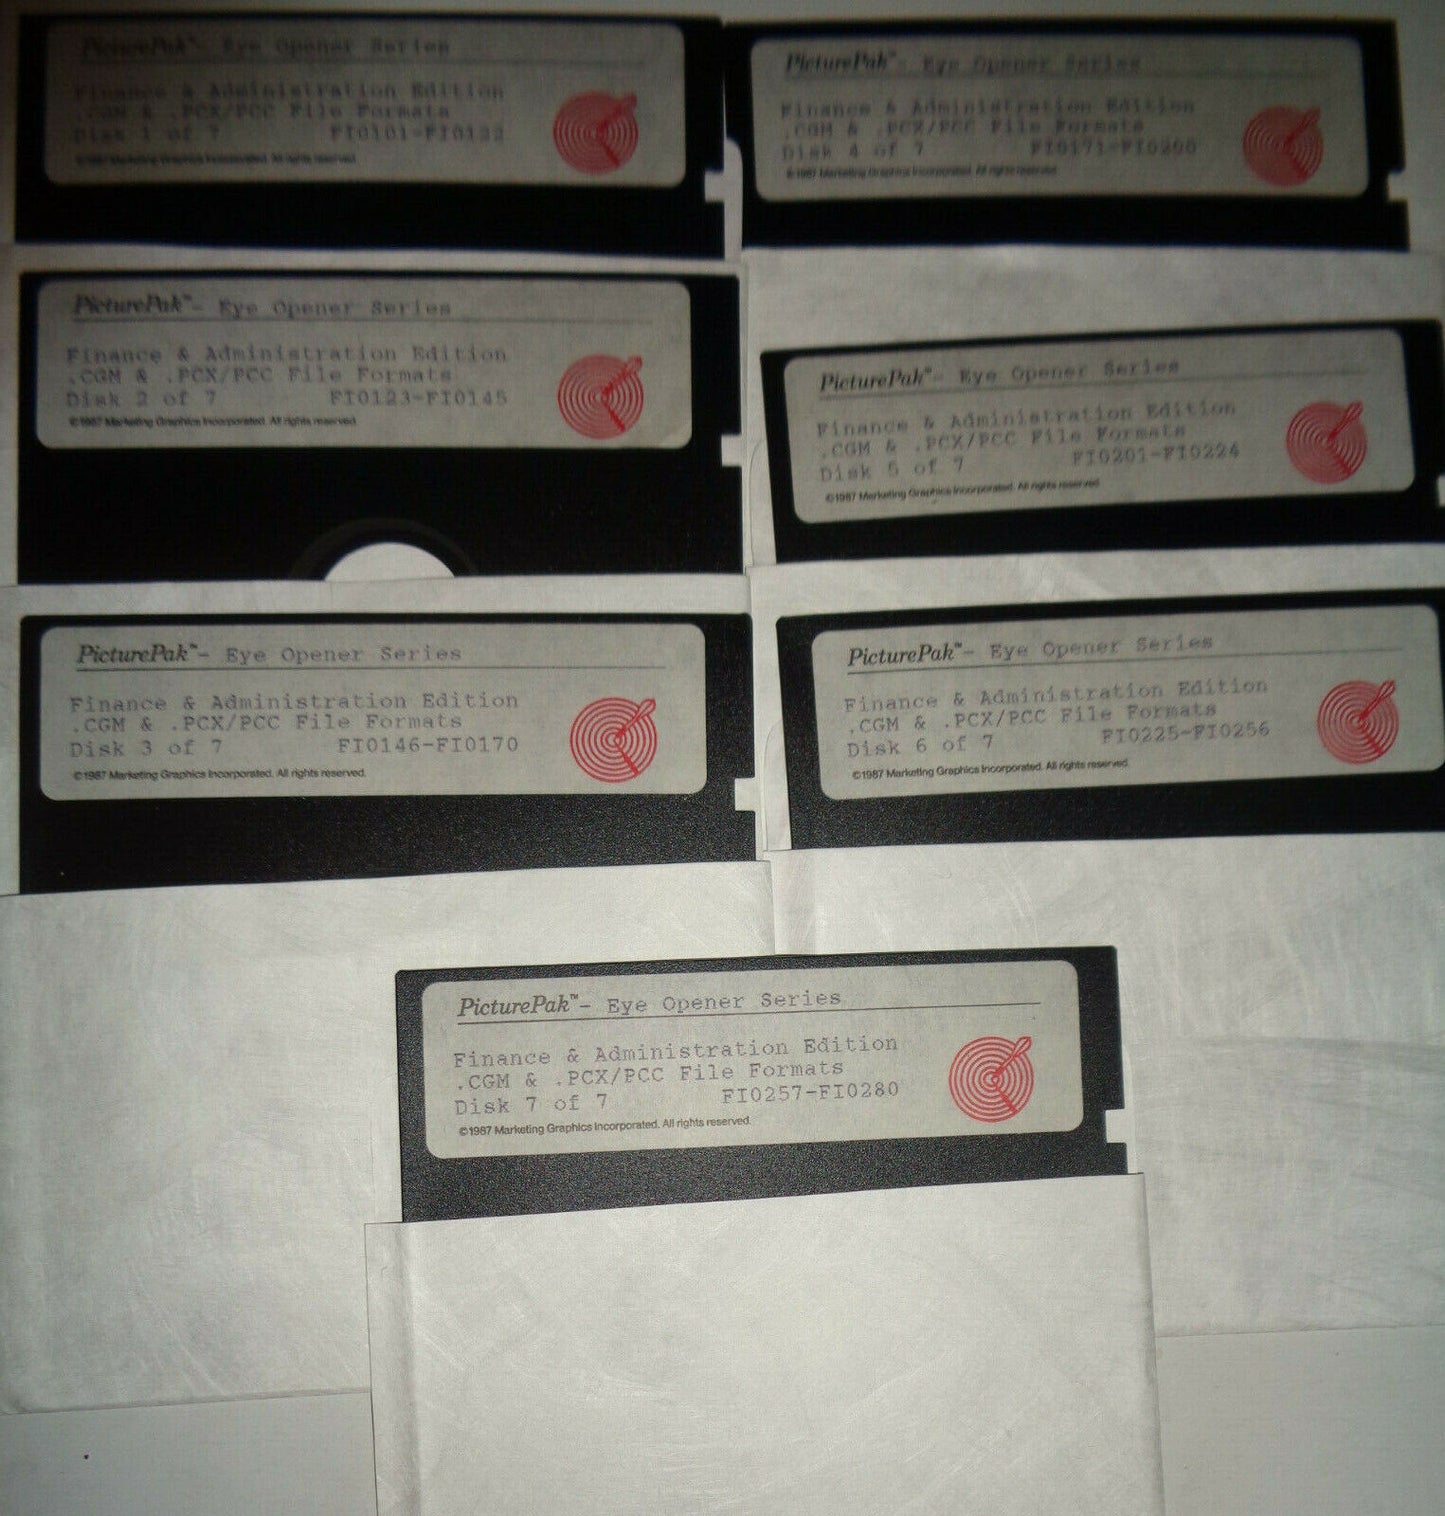 PicturePak™- Eye Opener Series
Finance & Administration Edition
.CGM & .PCX/PCC File Formats
Disk 1 of 7 FI0101-FI0122
©1987 Marketing Graphics Incorporated. All rights reserved.
PicturePak™- Eye Opener Series
Finance & Administration Edition
.CGM & .PCX/PCC File Formats
Disk 4 of 7 FI0171-FI0200
©1987 Marketing Graphics Incorporated. All rights reserved.
PicturePak™- Eye Opener Series
Finance & Administration Edition
.CGM & .PCX/PCC File Formats
Disk 2 of 7 FI0123-FI0145
©1987 Marketing Graphics Incorporated. All rights reserved.
PicturePak™- Eye Opener Series
Finance & Administration Edition
.CGM & .PCX/PCC File Formats
Disk 5 of 7 FI0201-FI0224
©1987 Marketing Graphics Incorporated. All rights reserved.
PicturePak™- Eye Opener Series
Finance & Administration Edition
.CGM & .PCX/PCC File Formats
Disk 3 of 7 FI0146-FI0170
©1987 Marketing Graphics Incorporated. All rights reserved.
PicturePak™- Eye Opener Series
Finance & Administration Edition
.CGM & .PCX/PCC File Formats
Disk 6 of 7 FI0225-FI0256
©1987 Marketing Graphics Incorporated. All rights reserved.
PicturePak™- Eye Opener Series
Finance & Administration Edition
.CGM & .PCX/PCC File Formats
Disk 7 of 7 FI0257-FI0280
©1987 Marketing Graphics Incorporated. All rights reserved.